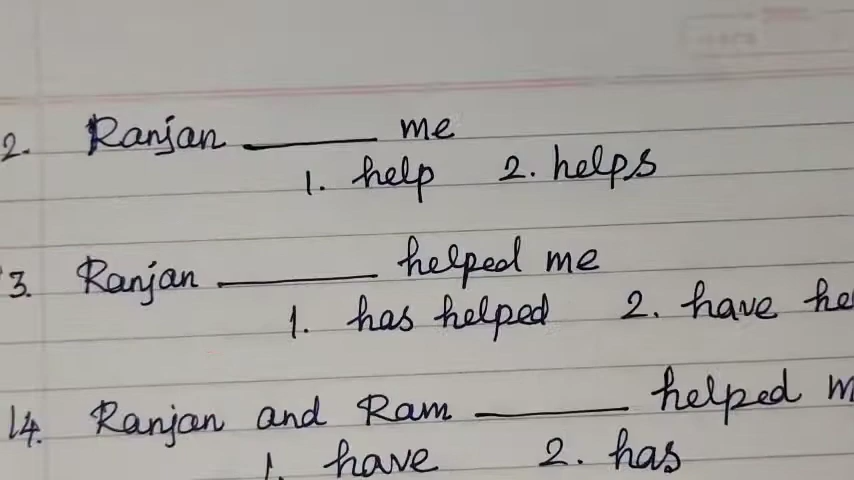 2. Ranjan ______ me
1. help 2. helps
3. Ranjan ______ helped me
1. has helped 2. have he
14. Ranjan and Ram ______ helped m
1. have 2. has